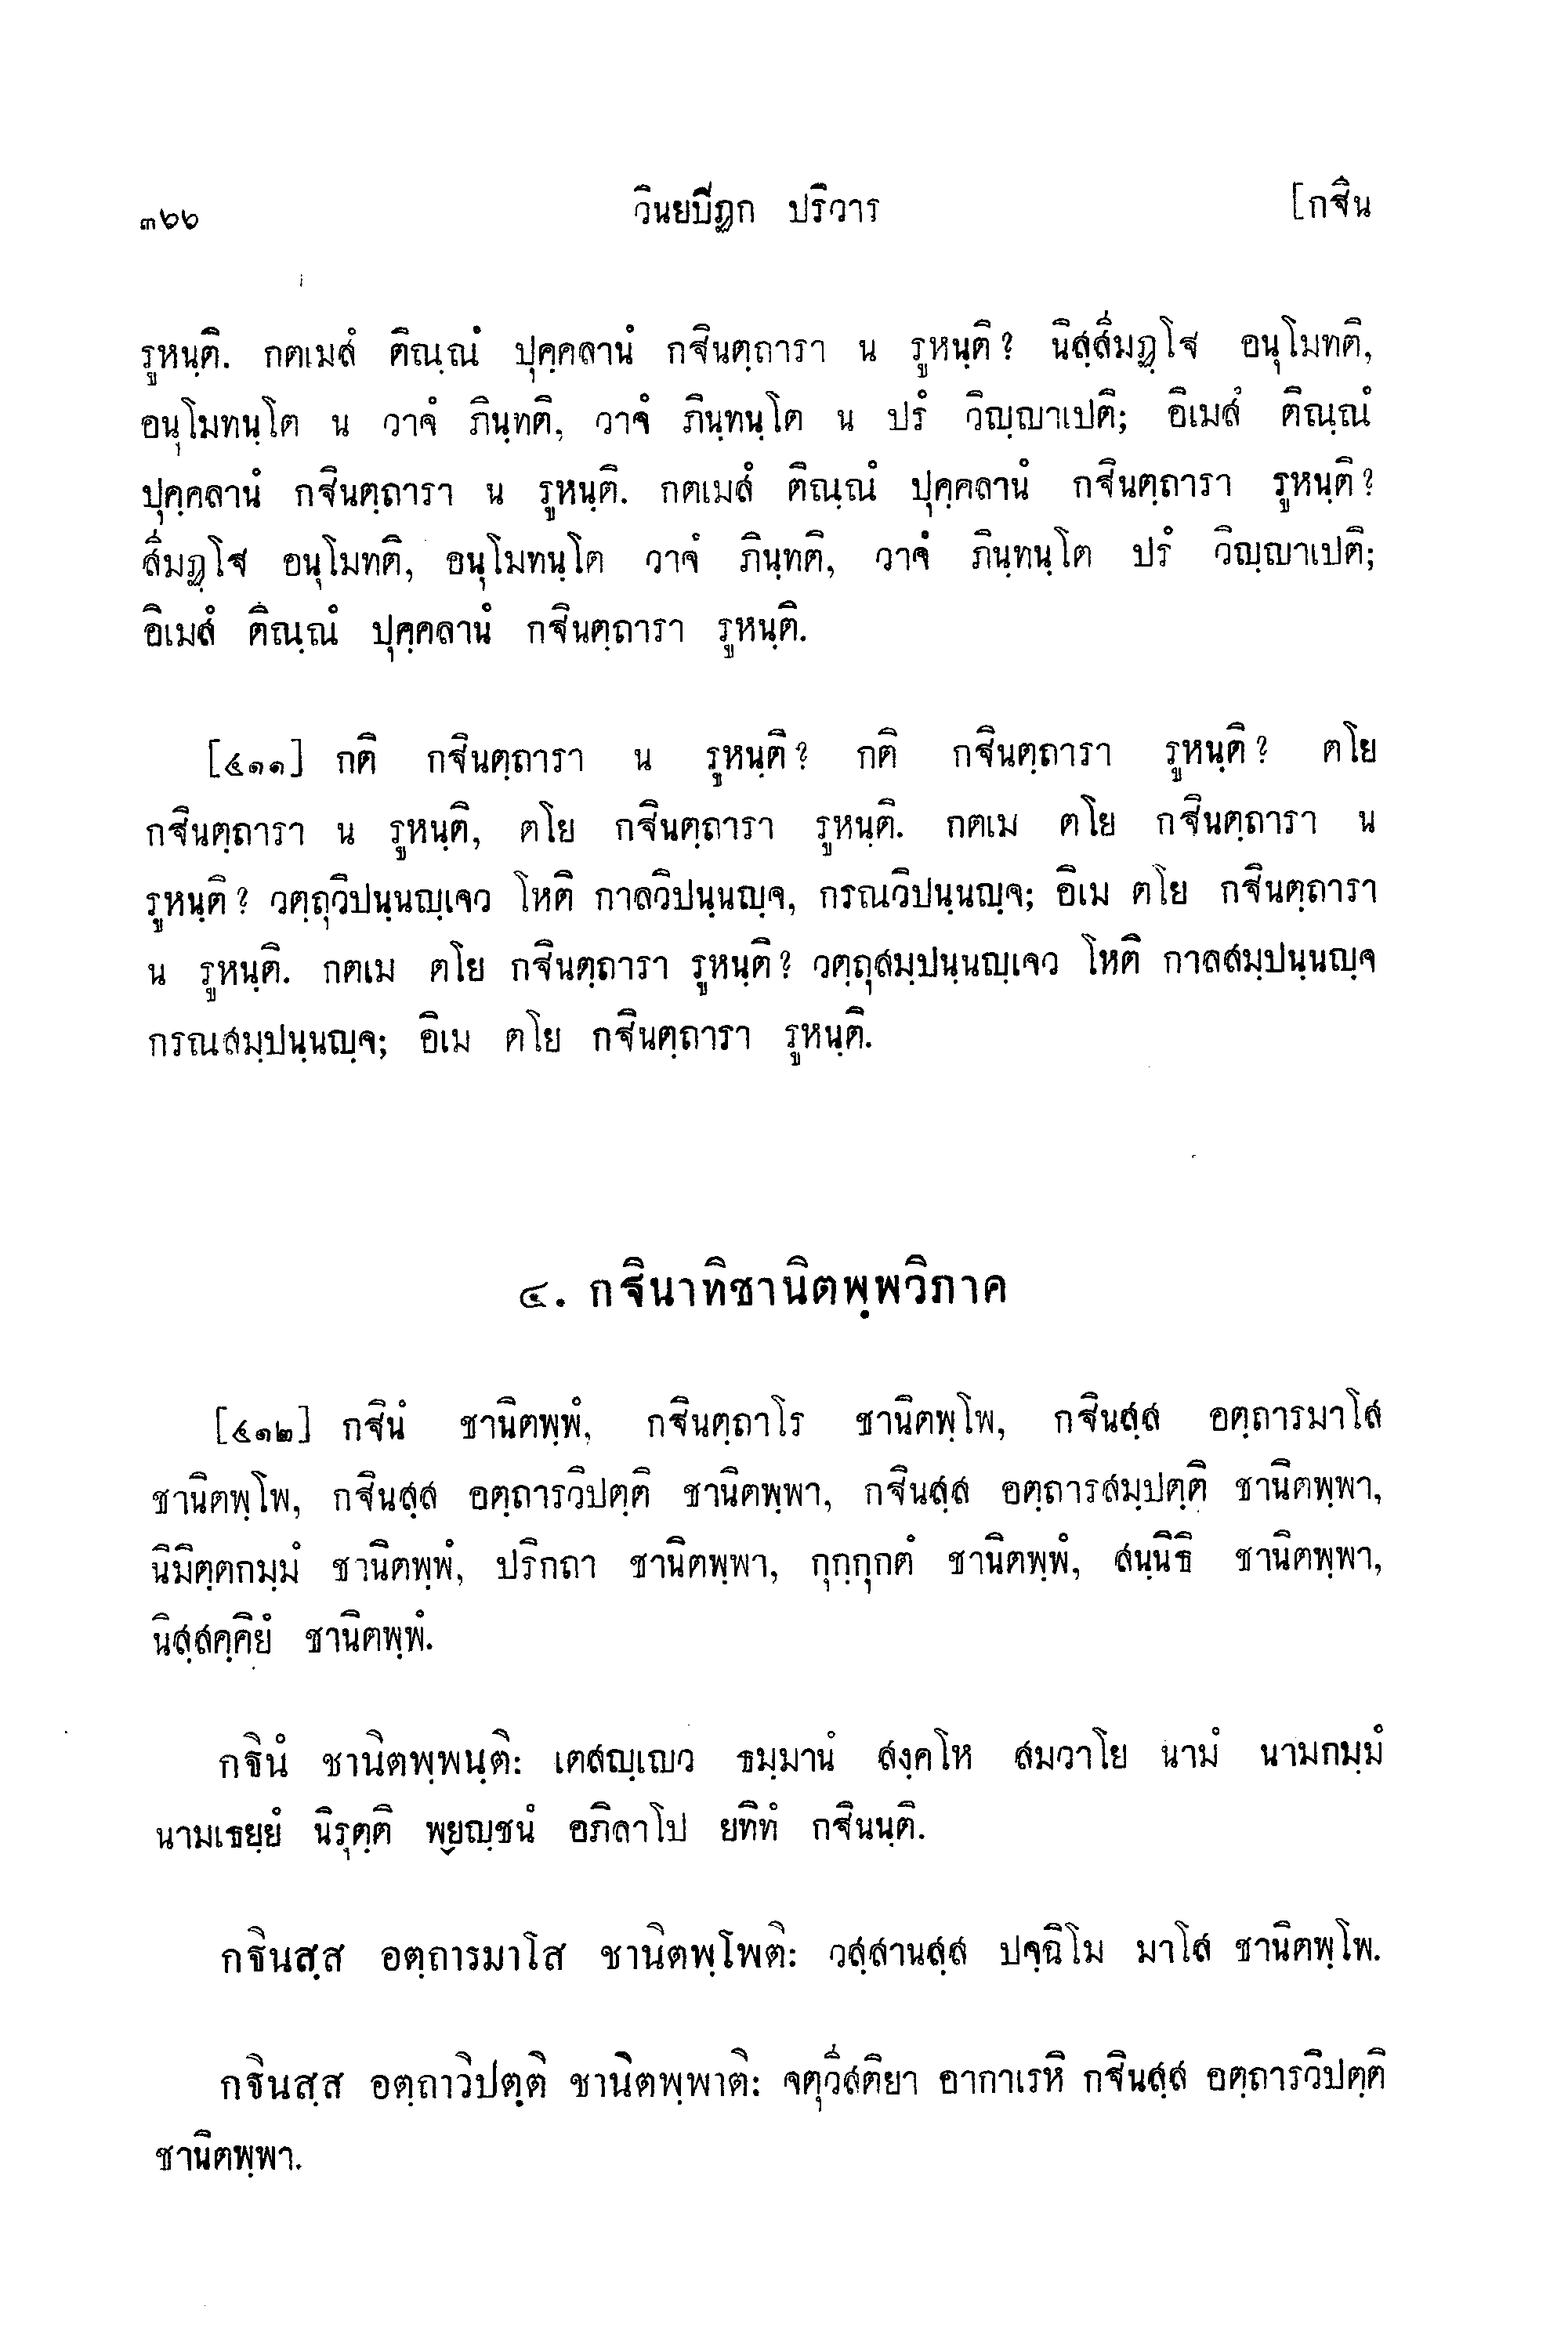 ๓๖๖ วินยปีฏก ปริวาร [กฐิน
รูหนฺติ. กตเมสํ ติณฺณํ ปุคฺคลานํ กฐินตฺถารา น รูหนฺติ? นิสฺสีมฏฺโฐ อนุโมทติ,
อนุโมทนฺโต น วาจํ ภินฺทติ, วาจํ ภินฺทนฺโต น ปรํ วิญฺญาเปติ; อิเมสํ ติณฺณํ
ปุคฺคลานํ กฐินตฺถารา น รูหนฺติ. กตเมสํ ติณฺณํ ปุคฺคลานํ กฐินตฺถารา รูหนฺติ?
สีมฏฺโฐ อนุโมทติ, อนุโมทนฺโต วาจํ ภินฺทติ, วาจํ ภินฺทนฺโต ปรํ วิญฺญาเปติ;
อิเมสํ ติณฺณํ ปุคฺคลานํ กฐินตฺถารา รูหนฺติ.
[๔๑๑] กติ กฐินตฺถารา น รูหนฺติ? กติ กฐินตฺถารา รูหนฺติ? ตโย
กฐินตฺถารา น รูหนฺติ, ตโย กฐินตฺถารา รูหนฺติ. กตเม ตโย กฐินตฺถารา น
รูหนฺติ? วตฺถุวิปนฺนญฺเจว โหติ กาลวิปนฺนญฺจ, กรณวิปนฺนญฺจ; อิเม ตโย กฐินตฺถารา
น รูหนฺติ. กตเม ตโย กฐินตฺถารา รูหนฺติ? วตฺถุสมฺปนฺนญฺเจว โหติ กาลสมฺปนฺนญฺจ
กรณสมฺปนฺนญฺจ; อิเม ตโย กฐินตฺถารา รูหนฺติ.
๔. กฐินาทิชานิตพฺพวิภาค
[๔๑๒] กฐินํ ชานิตพฺพํ, กฐินตฺถาโร ชานิตพฺโพ, กฐินสฺส อตฺถารมาโส
ชานิตพฺโพ, กฐินสฺส อตฺถารวิปตฺติ ชานิตพฺพา, กฐินสฺส อตฺถารสมฺปตฺติ ชานิตพฺพา,
นิมิตฺตกมฺมํ ชานิตพฺพํ, ปริกถา ชานิตพฺพา, กุกฺกุกตํ ชานิตพฺพํ, สนฺนิธิ ชานิตพฺพา,
นิสฺสคฺคิยํ ชานิตพฺพํ.
กฐินํ ชานิตพฺพนฺติ: เตสญฺเญว ธมฺมานํ สงฺคโห สมวาโย นามํ นามกมฺมํ
นามเธยฺยํ นิรุตฺติ พฺยญฺชนํ อภิลาโป ยทิทํ กฐินนฺติ.
กฐินสฺส อตฺถารมาโส ชานิตพฺโพติ: วสฺสานสฺส ปจฺฉิโม มาโส ชานิตพฺโพ.
กฐินสฺส อตฺถาวิปตฺติ ชานิตพฺพาติ: จตุวีสติยา อากาเรหิ กฐินสฺส อตฺถารวิปตฺติ
ชานิตพฺพา.